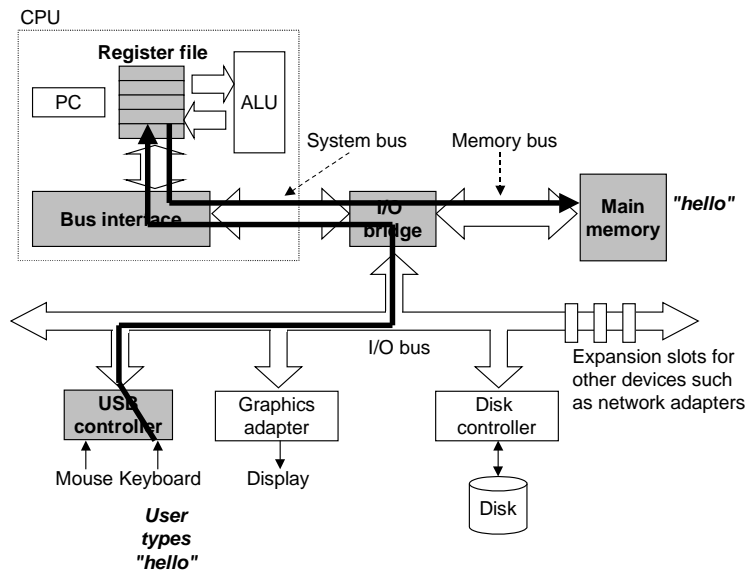 CPU
Register file
PC
ALU
System bus
Memory bus
Bus interface
I/O
bridge
Main
memory
"hello"
I/O bus
Expansion slots for
other devices such
as network adapters
USB
controller
Graphics
adapter
Disk
controller
Mouse
Keyboard
Display
Disk
User
types
"hello"